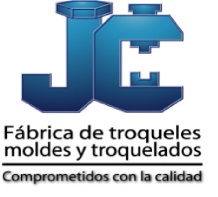 JC
Fábrica de troqueles
moldes y troquelados
Comprometidos con la calidad